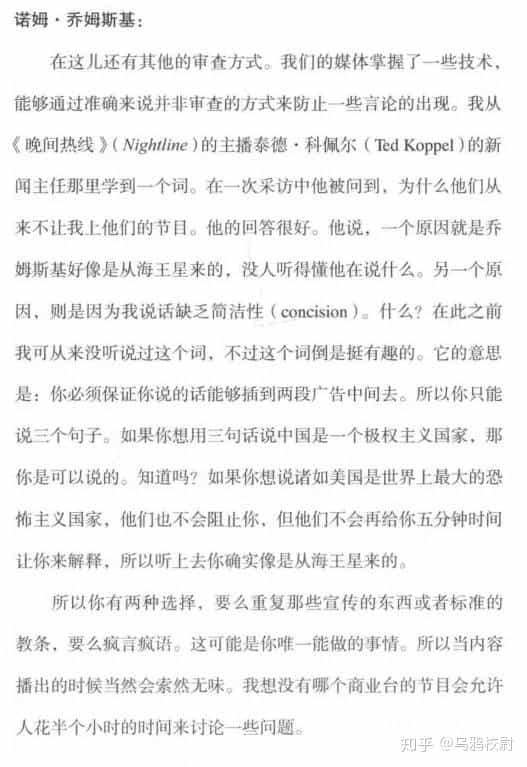 诺姆·乔姆斯基：
在这儿还有其他的审查方式。我们的媒体掌握了一些技术，
能够通过准确来说并非审查的方式来防止一些言论的出现。我从
《晚间热线》（Nightline）的主播泰德·科佩尔（Ted Koppel）的新
闻主任那里学到一个词。在一次采访中他被问到，为什么他们从
来不让我上他们的节目。他的回答很好。他说，一个原因就是乔
姆斯基好像是从海王星来的，没人听得懂他在说什么。另一个原
因，则是因为我说话缺乏简洁性（concision）。什么？在此之前
我可从来没听说过这个词，不过这个词倒是挺有趣的。它的意思
是：你必须保证你说的话能够插到两段广告中间去。所以你只能
说三个句子。如果你想用三句话说中国是一个极权主义国家，那
你是可以说的。知道吗？如果你想说诸如美国是世界上最大的恐
怖主义国家，他们也不会阻止你，但他们不会再给你五分钟时间
让你来解释，所以听上去你确实像是从海王星来的。
所以你有两种选择，要么重复那些宣传的东西或者标准的
教条，要么疯言疯语。这可能是你唯一能做的事情。所以当内容
播出的时候当然会索然无味。我想没有哪个商业台的节目会允许
人花半个小时的时间来讨论一些问题。
知乎 @乌鸦校尉